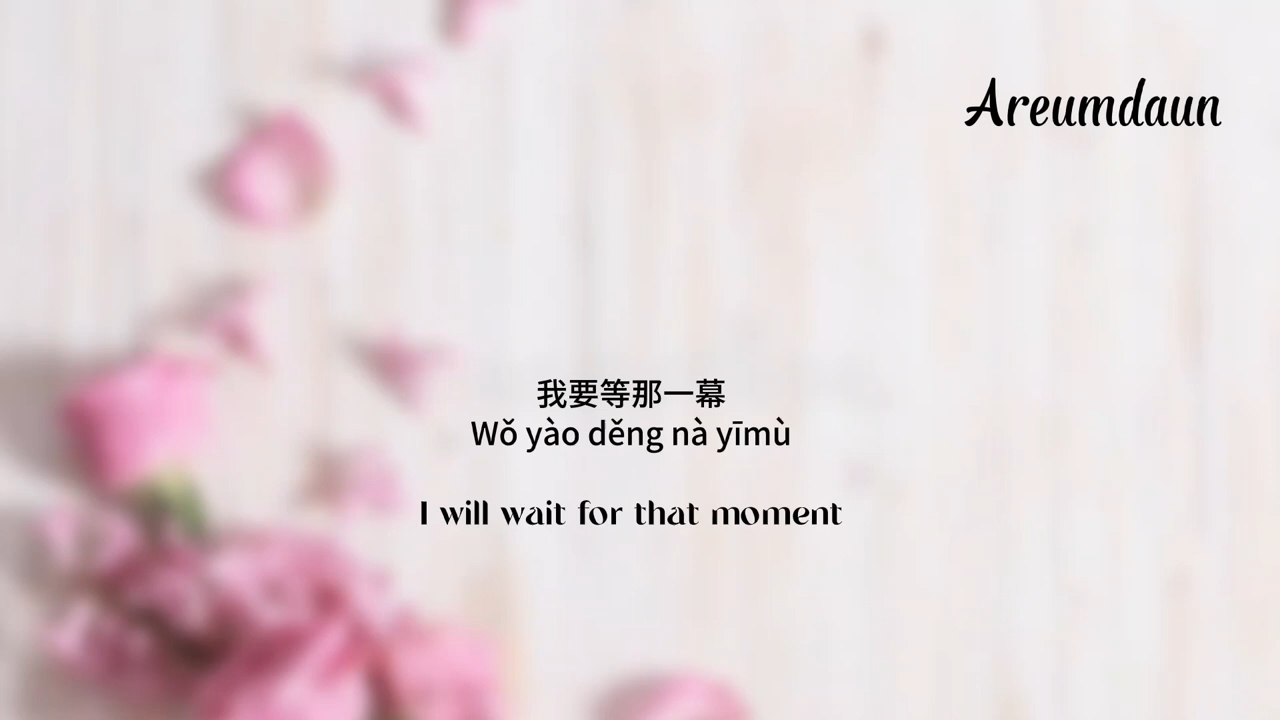 Areumdaun
我要等那一幕
Wǒ yào děng nà yīmù
I will wait for that moment